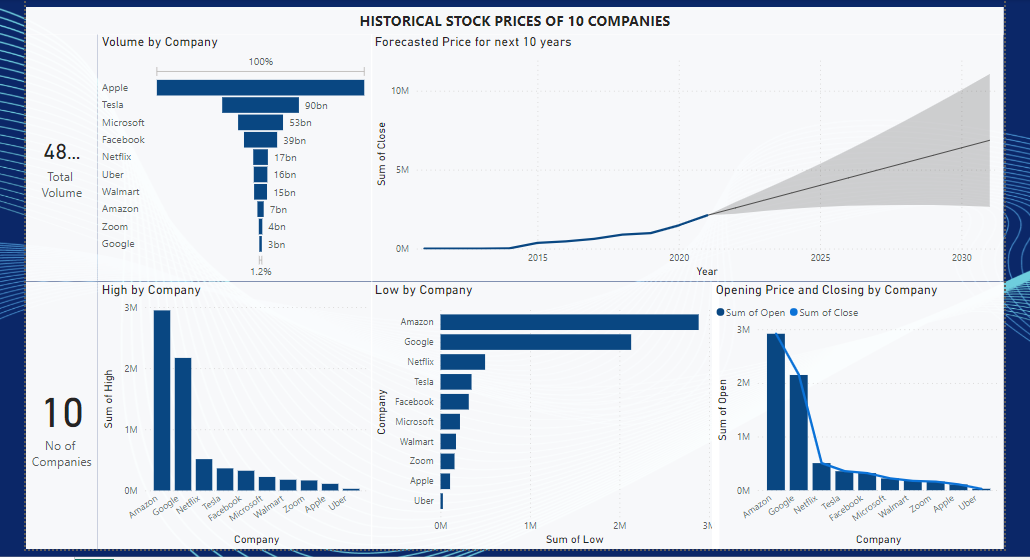 HISTORICAL STOCK PRICES OF 10 COMPANIES
48...
Total
Volume
10
No of
Companies
Volume by Company
100%
Apple
Tesla 90bn
Microsoft 53bn
Facebook 39bn
Netflix 17bn
Uber 16bn
Walmart 15bn
Amazon 7bn
Zoom 4bn
Google 3bn
1.2%
Forecasted Price for next 10 years
Sum of Close
10M
5M
0M
2015 2020 2025 2030
Year
High by Company
Sum of High
3M
2M
1M
0M
Amazon Google Netflix Tesla Facebook Microsoft Walmart Zoom Apple Uber
Company
Low by Company
Company
Amazon
Google
Netflix
Tesla
Facebook
Microsoft
Walmart
Zoom
Apple
Uber
0M 1M 2M
Sum of Low
Opening Price and Closing by Company
Sum of Open Sum of Close
Sum of Open
3M
2M
1M
0M
Amazon Google Netflix Tesla Facebook Microsoft Walmart Zoom Apple Uber
Company